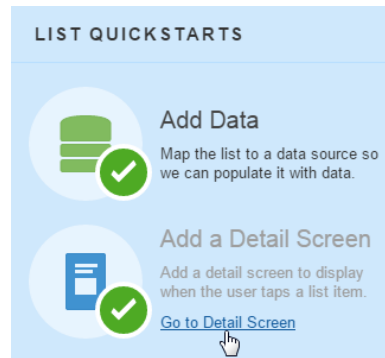 LIST QUICKSTARTS
Add Data
Map the list to a data source so
we can populate it with data.
Add a Detail Screen
Add a detail screen to display
when the user taps a list item.
Go to Detail Screen